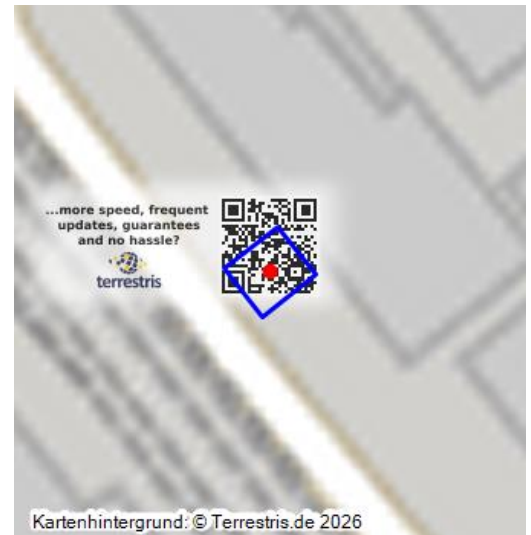 ...more speed, frequent
updates, guarantees
and no hassle?
terrestris
Kartenhintergrund: © Terrestris.de 2026